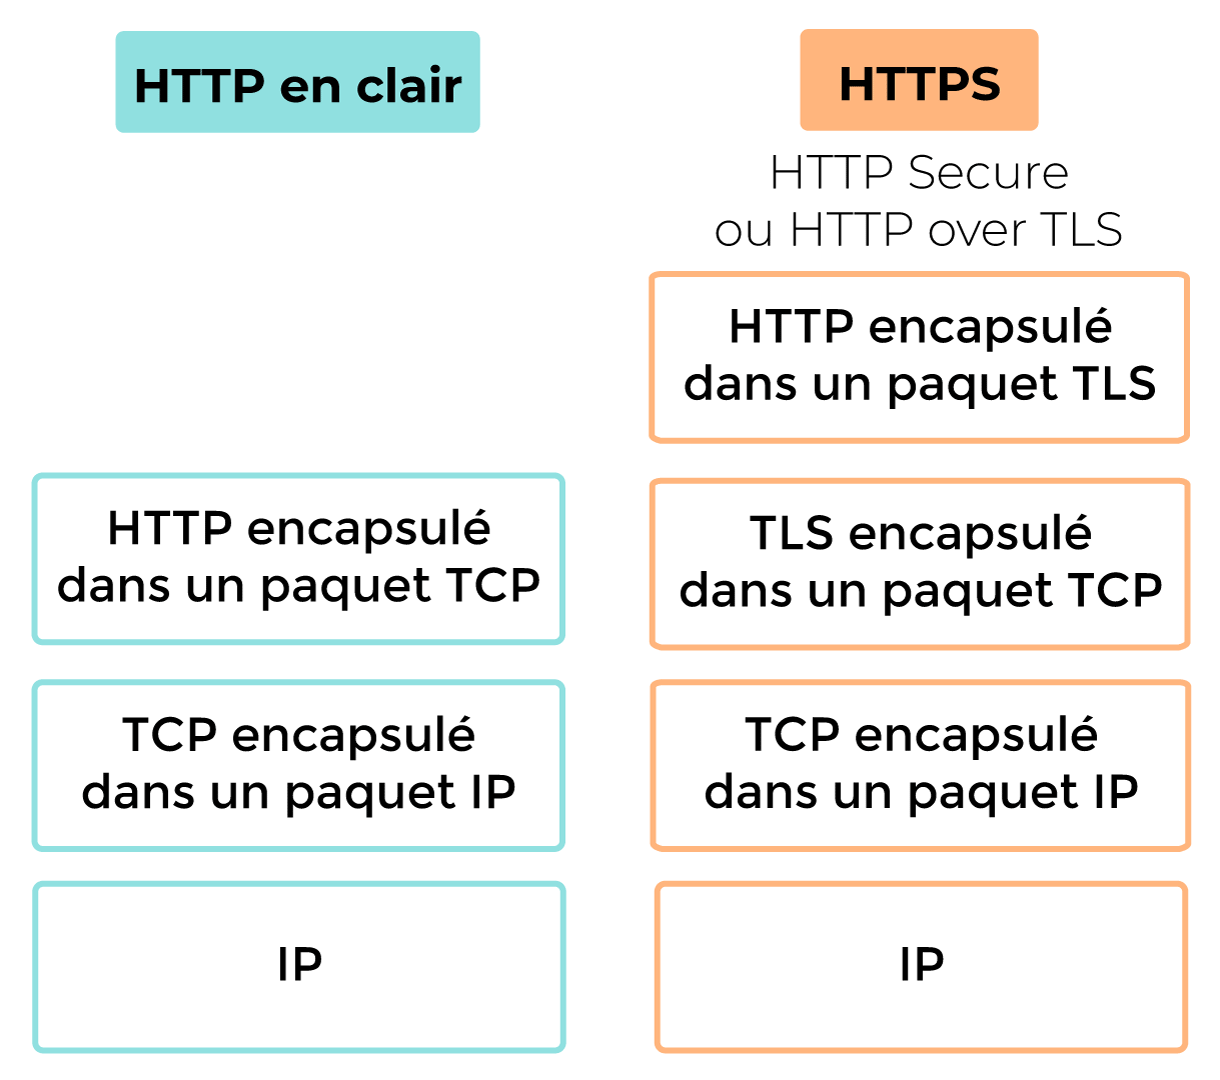 HTTP en clair
HTTP encapsulé
dans un paquet TCP
TCP encapsulé
dans un paquet IP
IP
HTTPS
HTTP Secure
ou HTTP over TLS
HTTP encapsulé
dans un paquet TLS
TLS encapsulé
dans un paquet TCP
TCP encapsulé
dans un paquet IP
IP